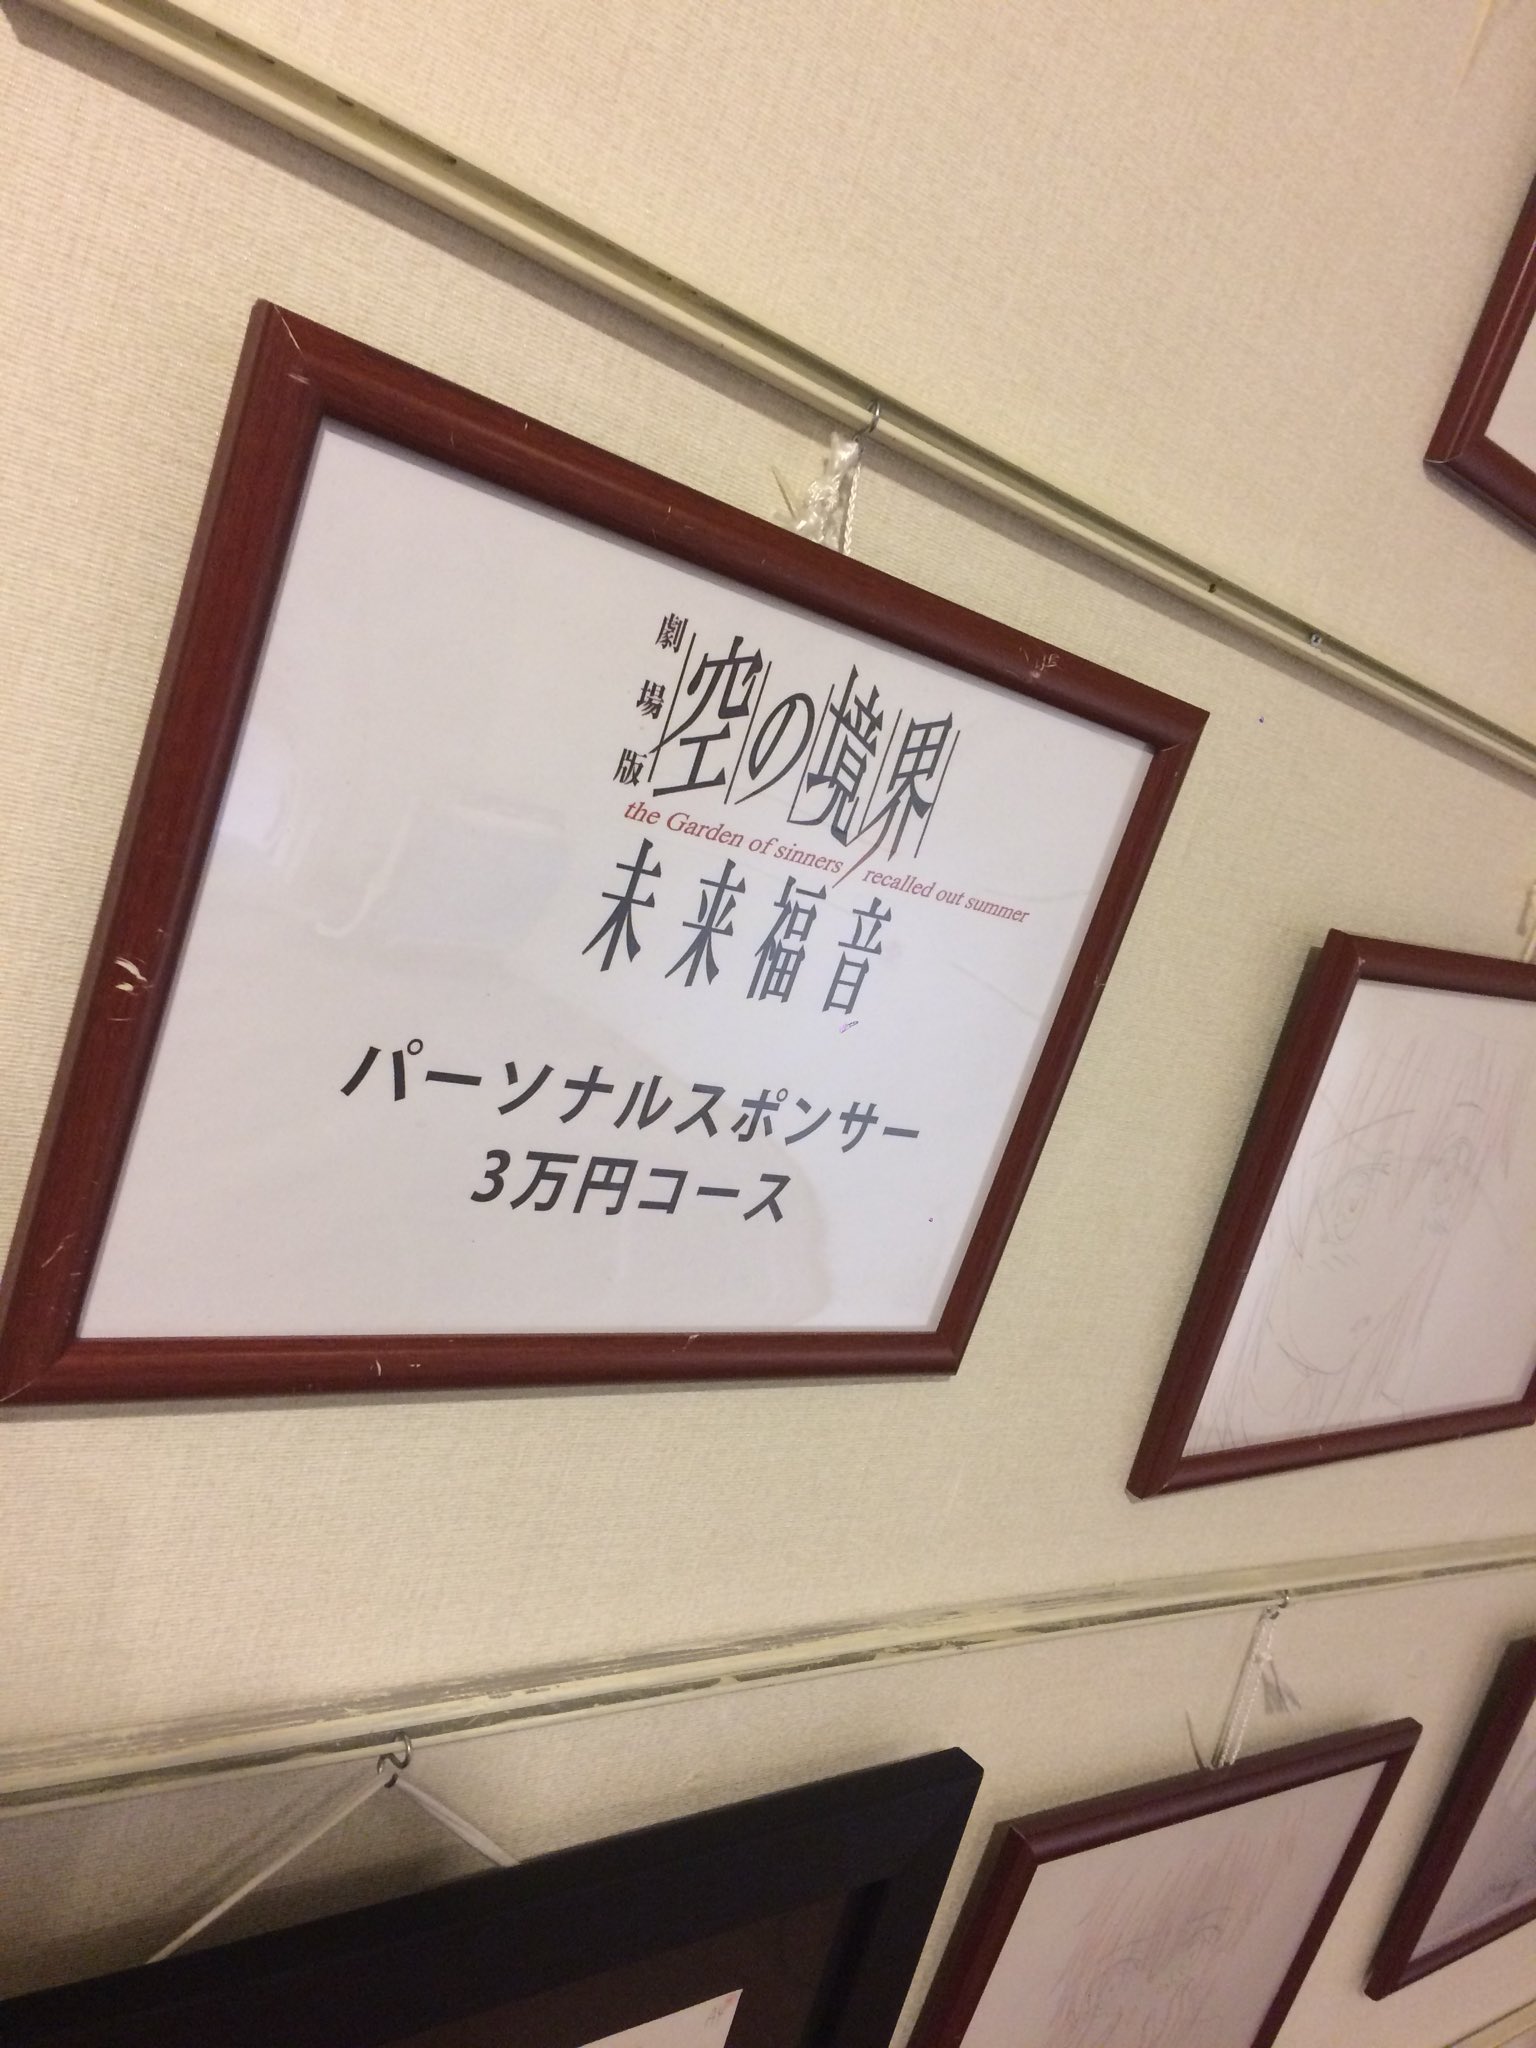 劇場版 空の境界
the Garden of sinners / recalled out summer
未来福音
パーソナルスポンサー
3万円コース